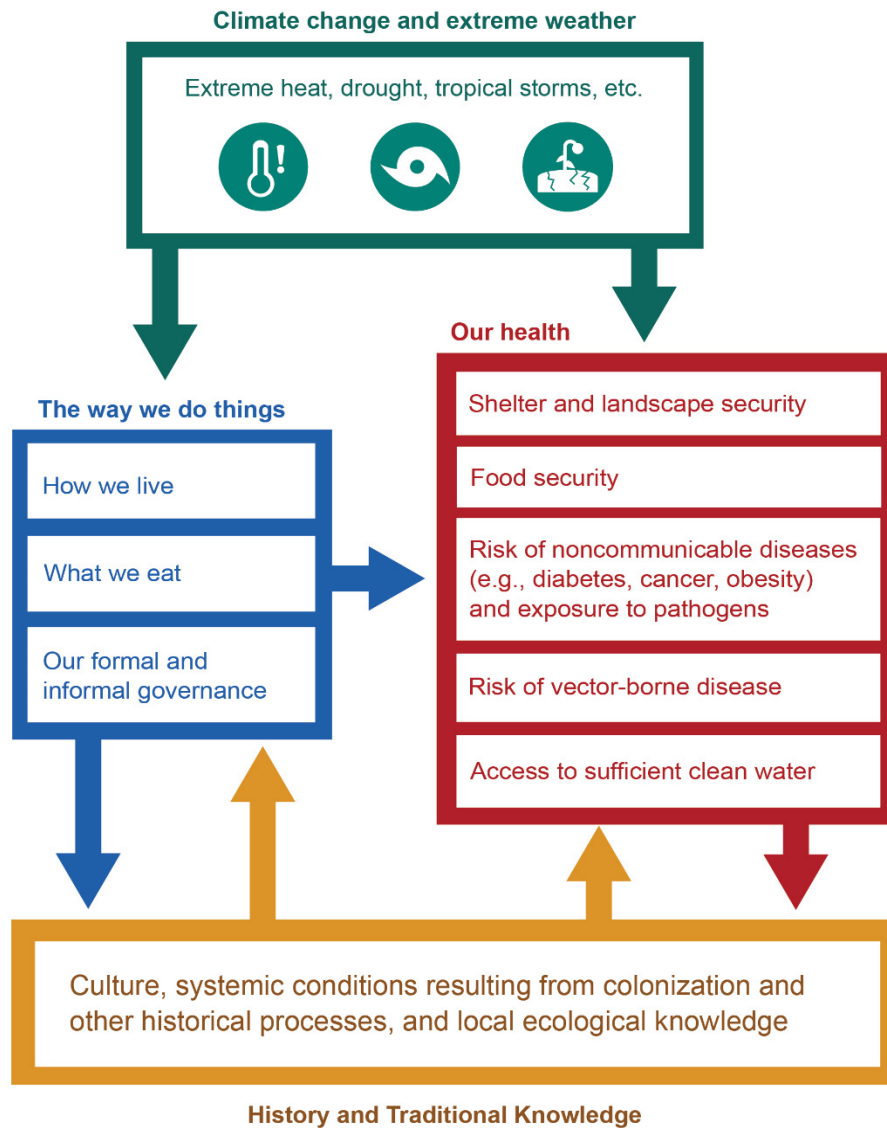 Climate change and extreme weather
Extreme heat, drought, tropical storms, etc.
!
The way we do things
How we live
What we eat
Our formal and
informal governance
Our health
Shelter and landscape security
Food security
Risk of noncommunicable diseases
(e.g., diabetes, cancer, obesity)
and exposure to pathogens
Risk of vector-borne disease
Access to sufficient clean water
Culture, systemic conditions resulting from colonization and
other historical processes, and local ecological knowledge
History and Traditional Knowledge